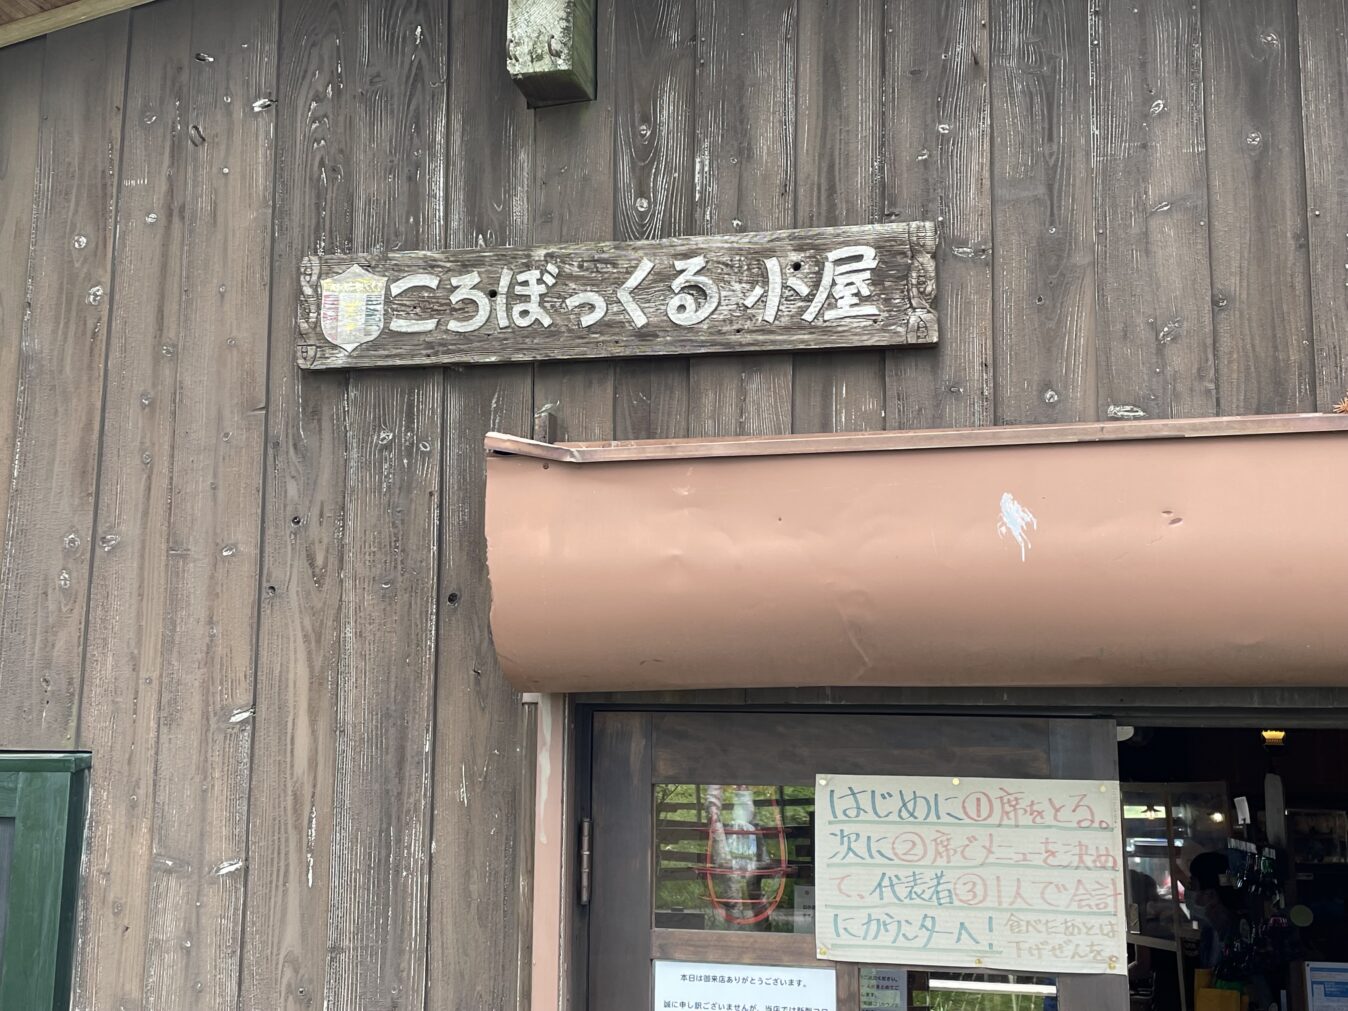 ころぼっくる小屋
はじめに①席をとる。
次に②席でメニューを決め
て、代表者③1人で会計
にカウンターへ！食べたあとは
下げぜんを。
本日は御来店ありがとうございます。
誠に申し訳ございませんが、当店では新型コロ